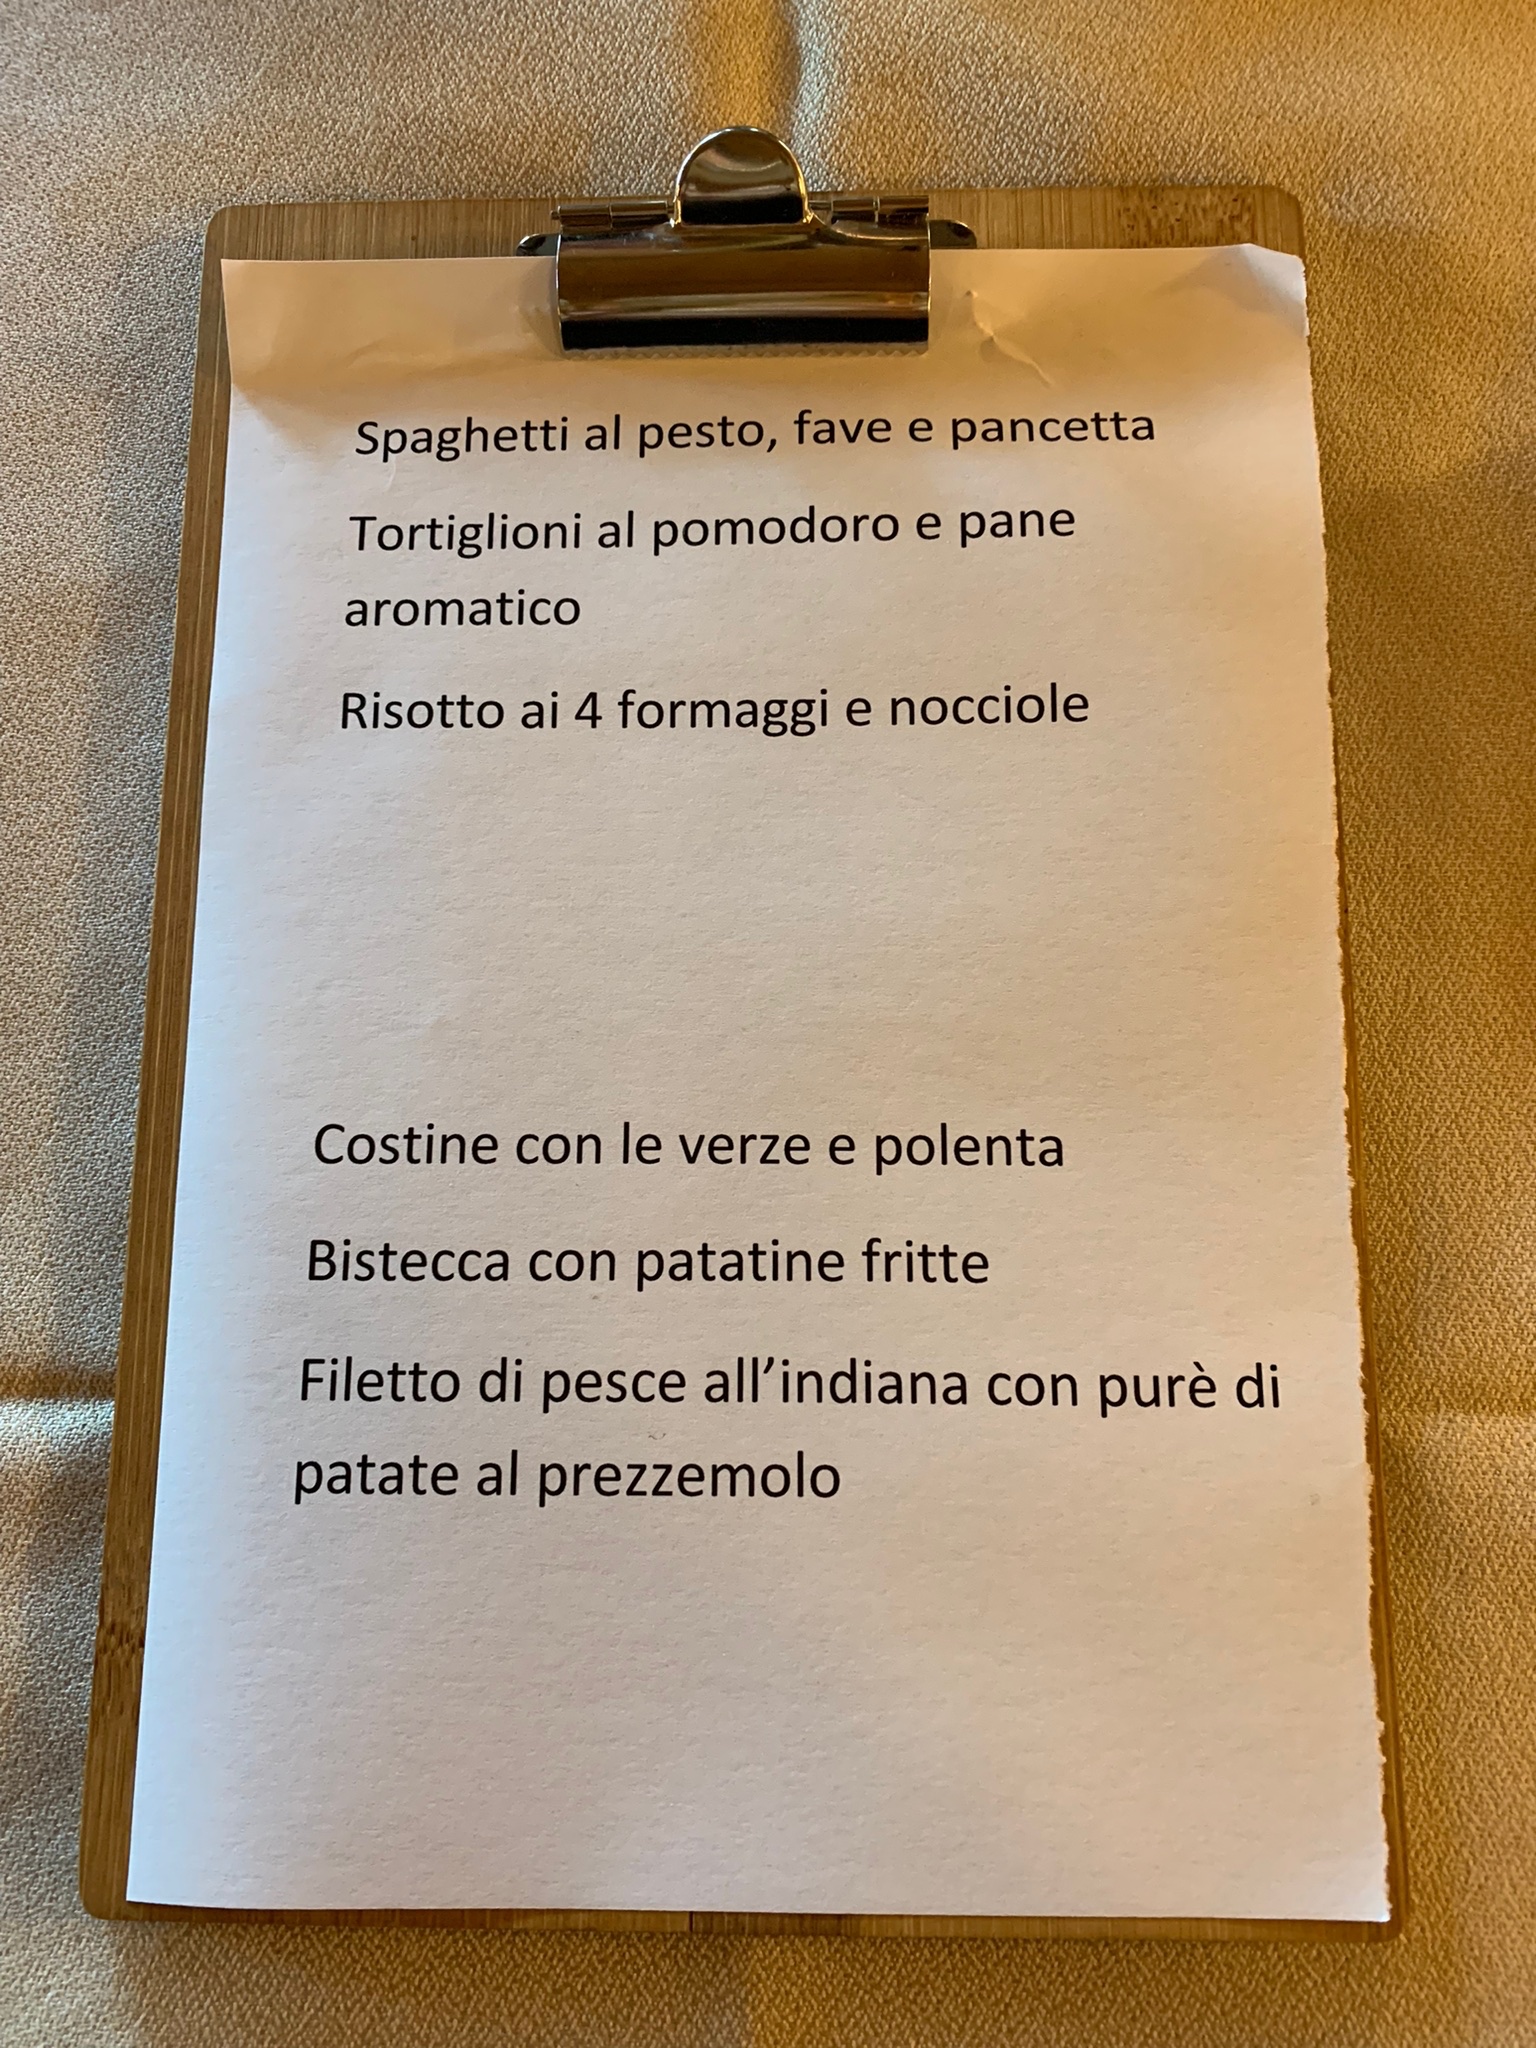 Spaghetti al pesto, fave e pancetta
Tortiglioni al pomodoro e pane
aromatico
Risotto ai 4 formaggi e nocciole
Costine con le verze e polenta
Bistecca con patatine fritte
Filetto di pesce all’indiana con purè di
patate al prezzemolo